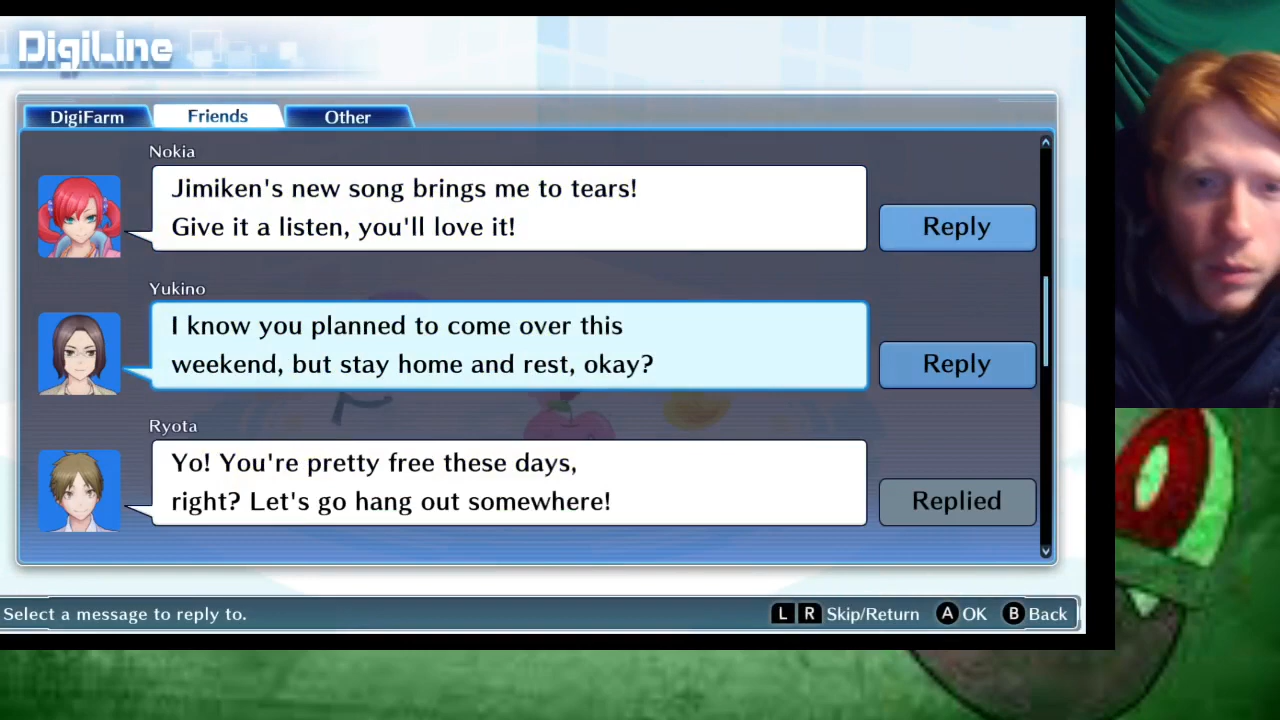 DigiLine
DigiFarm
Friends
Other
Nokia
Jimiken's new song brings me to tears!
Give it a listen, you'll love it!
Reply
Yukino
I know you planned to come over this
weekend, but stay home and rest, okay?
Reply
Ryota
Yo! You're pretty free these days,
right? Let's go hang out somewhere!
Replied
Select a message to reply to.
L R Skip/Return A OK B Back